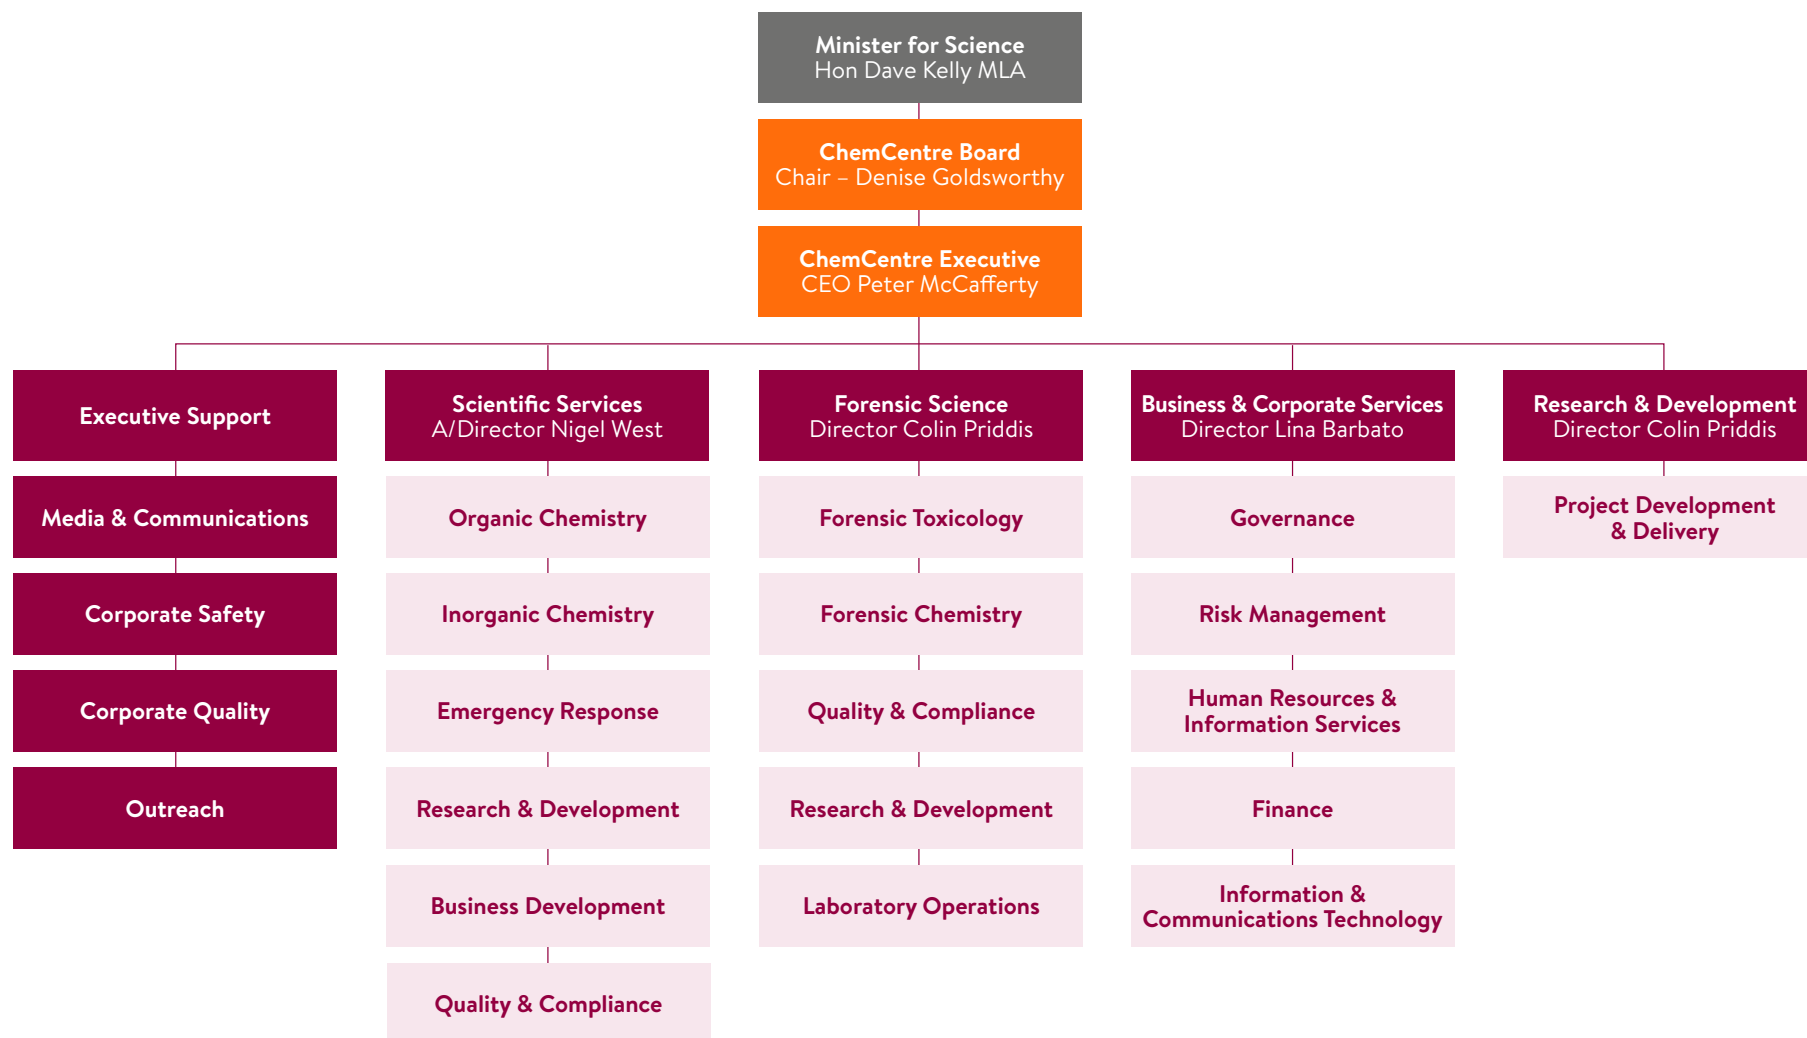 Minister for Science
Hon Dave Kelly MLA
ChemCentre Board
Chair – Denise Goldsworthy
ChemCentre Executive
CEO Peter McCafferty
Executive Support
Media & Communications
Corporate Safety
Corporate Quality
Outreach
Scientific Services
A/Director Nigel West
Organic Chemistry
Inorganic Chemistry
Emergency Response
Research & Development
Business Development
Quality & Compliance
Forensic Science
Director Colin Priddis
Forensic Toxicology
Forensic Chemistry
Quality & Compliance
Research & Development
Laboratory Operations
Business & Corporate Services
Director Lina Barbato
Governance
Risk Management
Human Resources &
Information Services
Finance
Information &
Communications Technology
Research & Development
Director Colin Priddis
Project Development
& Delivery